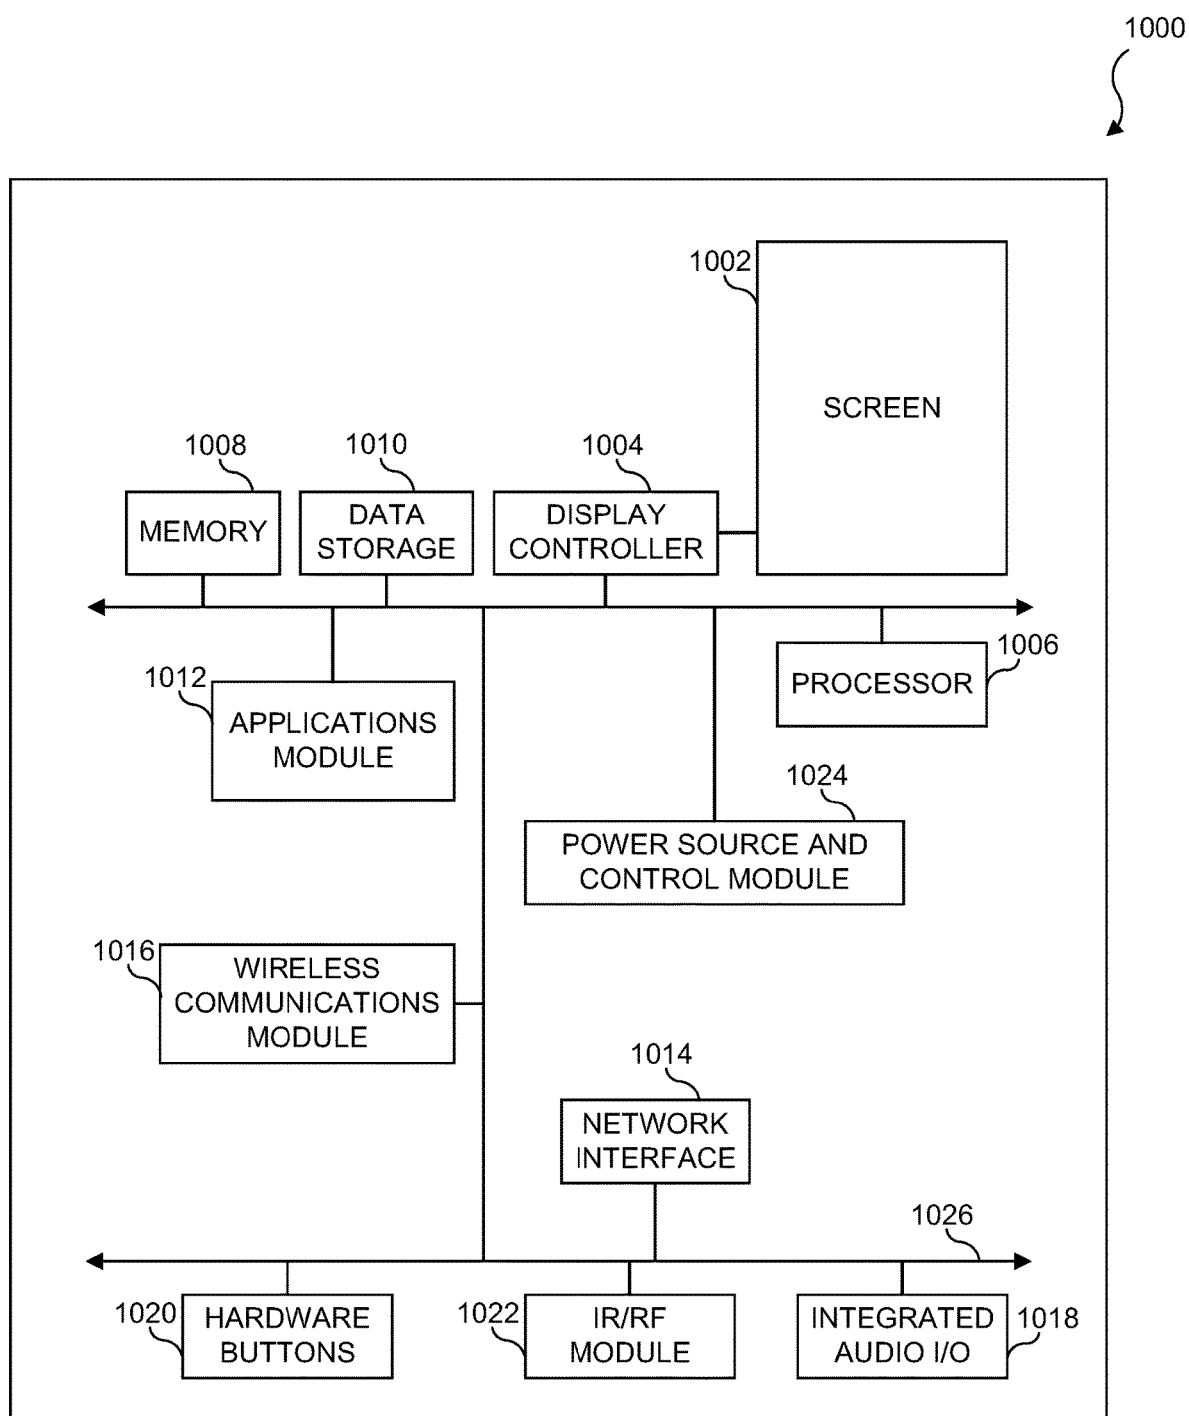 1000
1002
SCREEN
1008
1010
1004
MEMORY
DATA
STORAGE
DISPLAY
CONTROLLER
1012
APPLICATIONS
MODULE
1006
PROCESSOR
1024
POWER SOURCE AND
CONTROL MODULE
1016
WIRELESS
COMMUNICATIONS
MODULE
1014
NETWORK
INTERFACE
1026
1020
HARDWARE
BUTTONS
1022
IR/RF
MODULE
INTEGRATED
AUDIO I/O
1018